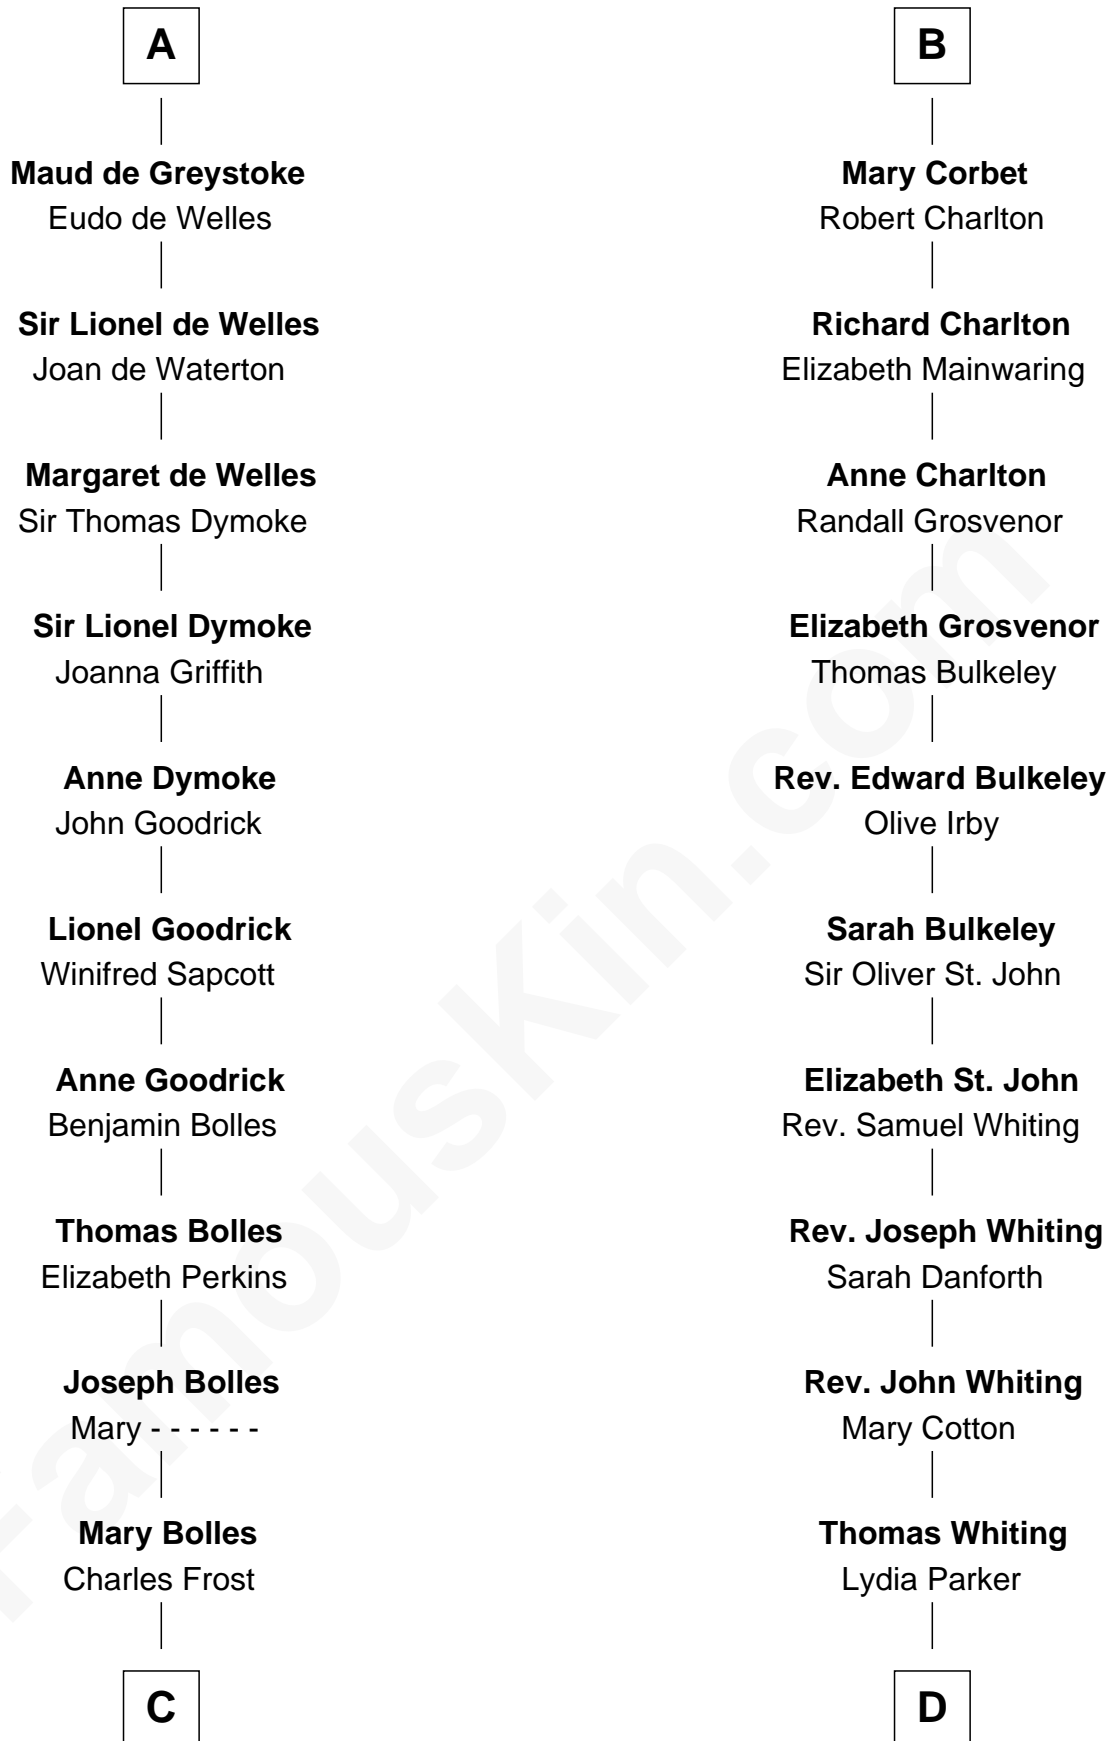 A
Maud de Greystoke
Eudo de Welles
Sir Lionel de Welles
Joan de Waterton
Margaret de Welles
Sir Thomas Dymoke
Sir Lionel Dymoke
Joanna Griffith
Anne Dymoke
John Goodrick
Lionel Goodrick
Winifred Sapcott
Anne Goodrick
Benjamin Bolles
Thomas Bolles
Elizabeth Perkins
Joseph Bolles
Mary - - - - - -
Mary Bolles
Charles Frost
C
B
Mary Corbet
Robert Charlton
Richard Charlton
Elizabeth Mainwaring
Anne Charlton
Randall Grosvenor
Elizabeth Grosvenor
Thomas Bulkeley
Rev. Edward Bulkeley
Olive Irby
Sarah Bulkeley
Sir Oliver St. John
Elizabeth St. John
Rev. Samuel Whiting
Rev. Joseph Whiting
Sarah Danforth
Rev. John Whiting
Mary Cotton
Thomas Whiting
Lydia Parker
D
FamousKin.com